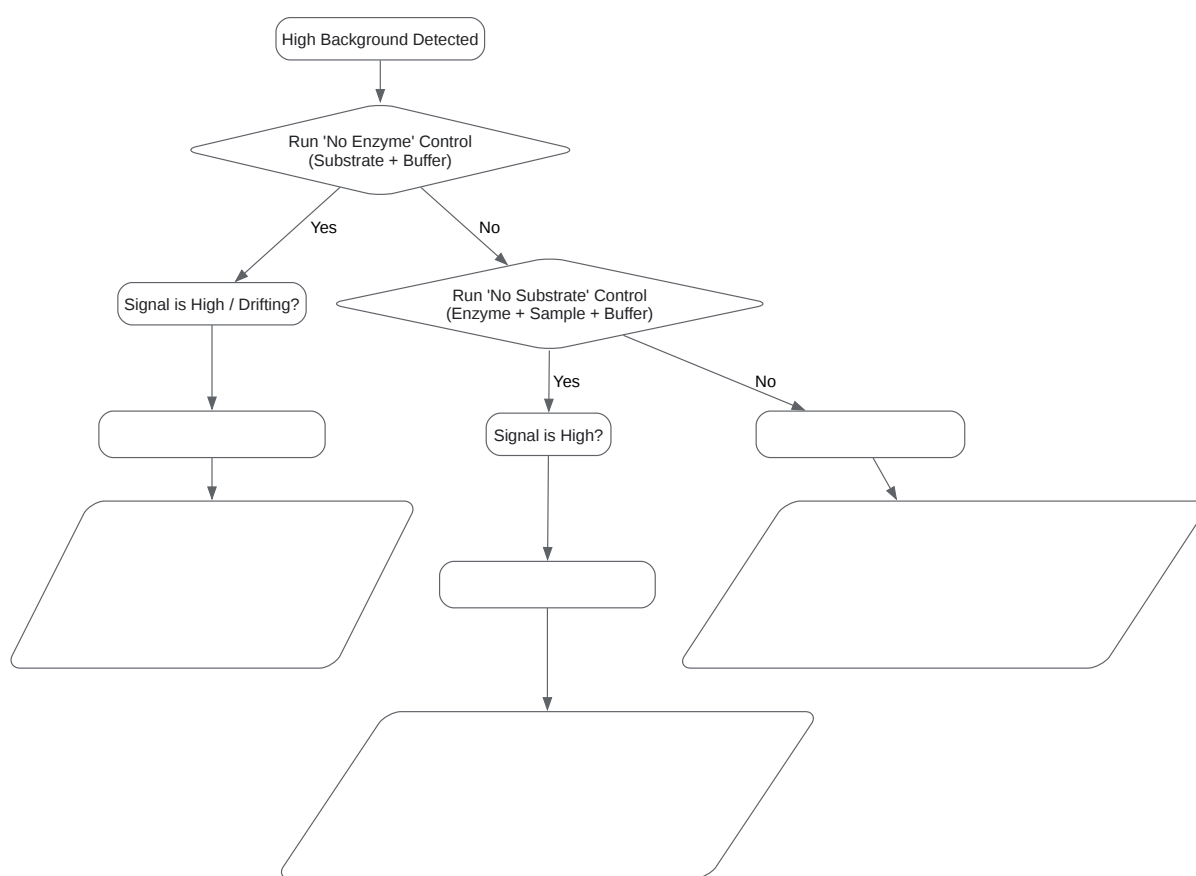 High Background Detected
Run 'No Enzyme' Control
(Substrate + Buffer)
Yes
No
Signal is High / Drifting?
Run 'No Substrate' Control
(Enzyme + Sample + Buffer)
Yes
No
Signal is High?